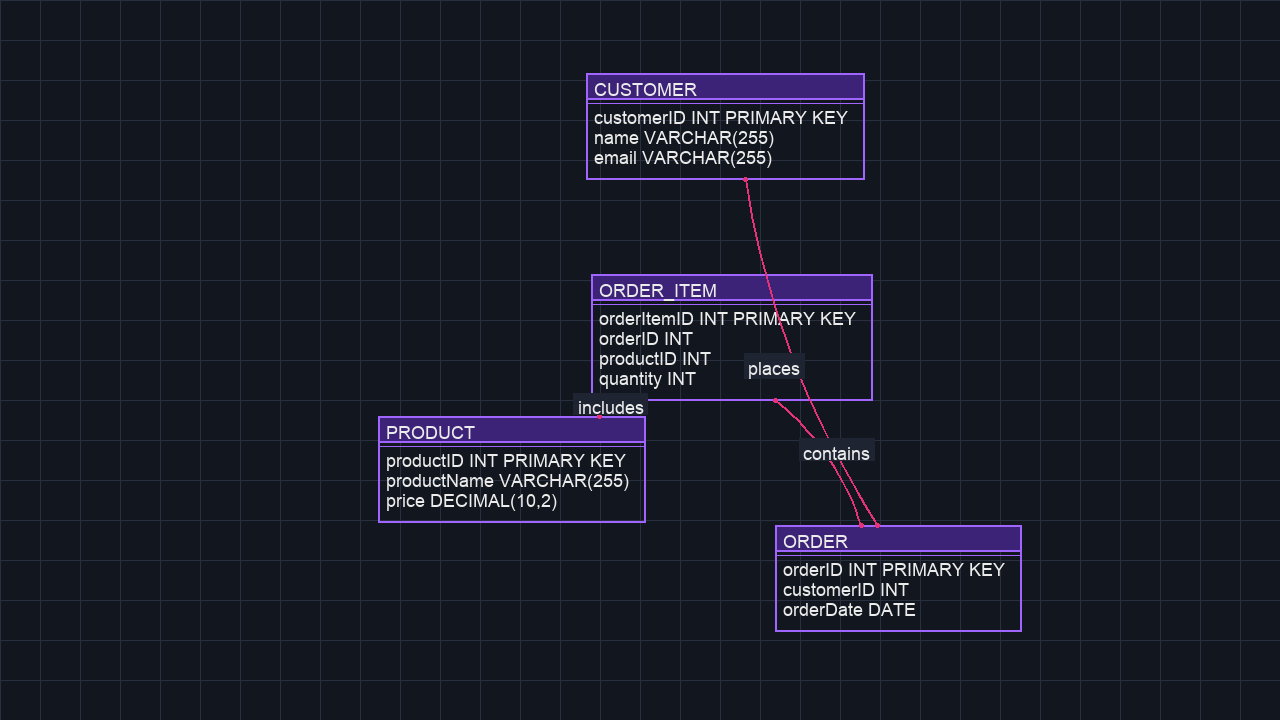 CUSTOMER
customerID INT PRIMARY KEY
name VARCHAR(255)
email VARCHAR(255)
ORDER_ITEM
orderItemID INT PRIMARY KEY
orderID INT
productID INT
quantity INT
places
includes
PRODUCT
productID INT PRIMARY KEY
productName VARCHAR(255)
price DECIMAL(10,2)
contains
ORDER
orderID INT PRIMARY KEY
customerID INT
orderDate DATE